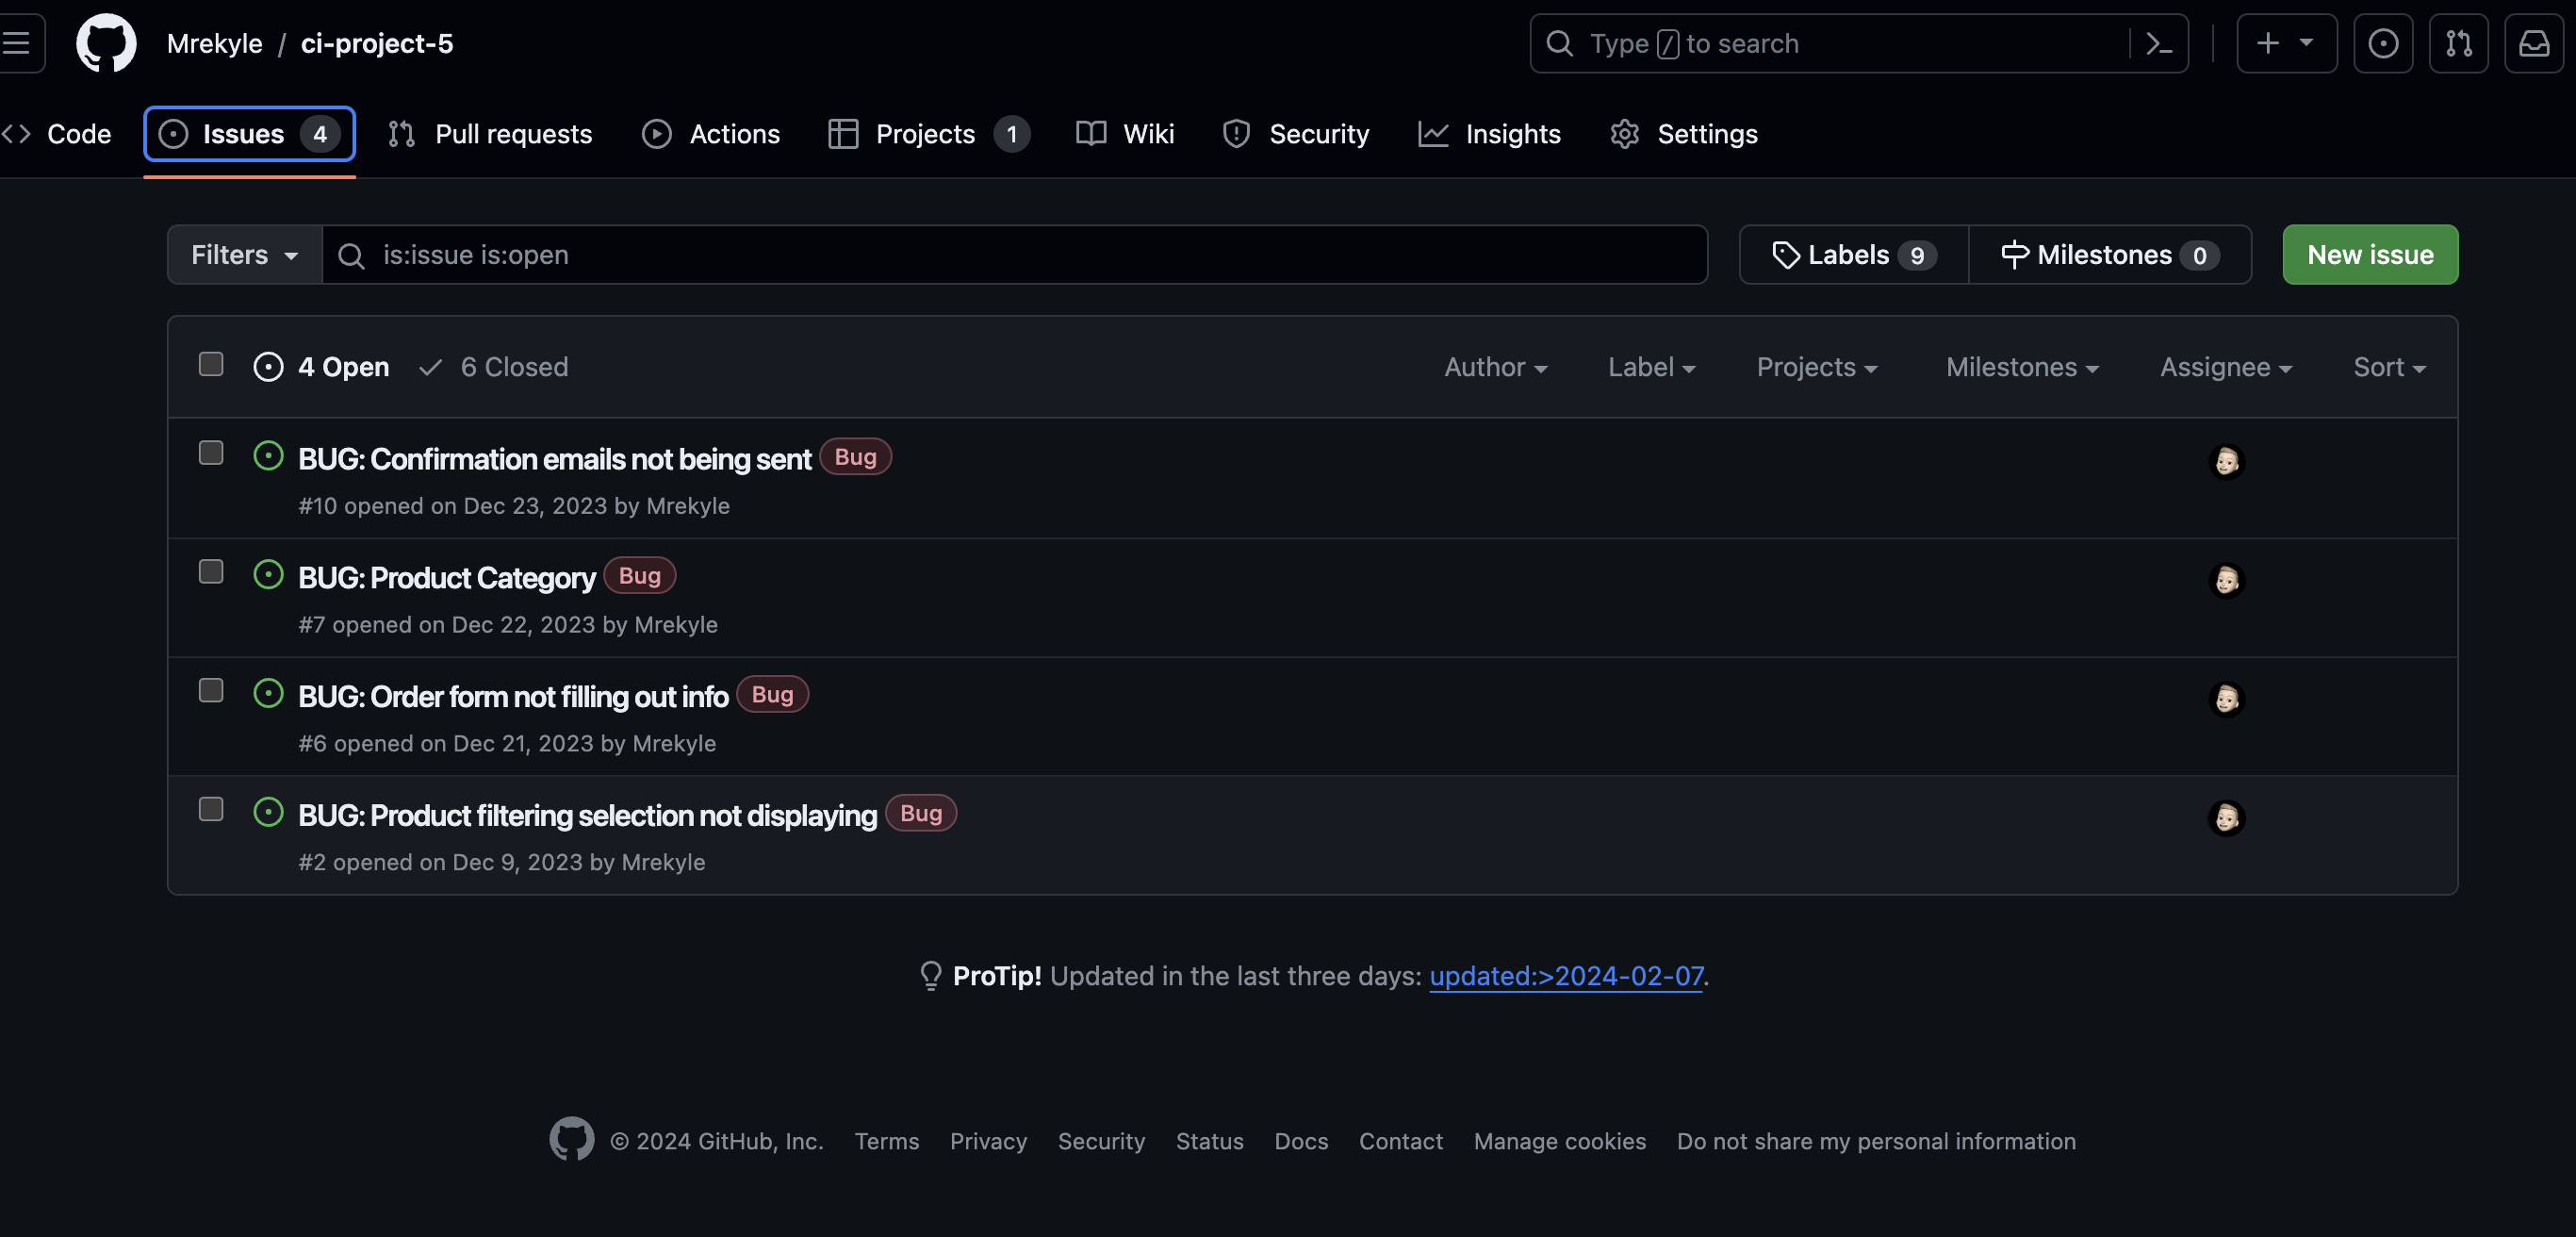 Mrekyle / ci-project-5
Type / to search
Code Issues 4 Pull requests Actions Projects 1 Wiki Security Insights Settings
Filters is:issue is:open Labels 9 Milestones 0 New issue
4 Open 6 Closed Author Label Projects Milestones Assignee Sort
BUG: Confirmation emails not being sent Bug
#10 opened on Dec 23, 2023 by Mrekyle
BUG: Product Category Bug
#7 opened on Dec 22, 2023 by Mrekyle
BUG: Order form not filling out info Bug
#6 opened on Dec 21, 2023 by Mrekyle
BUG: Product filtering selection not displaying Bug
#2 opened on Dec 9, 2023 by Mrekyle
ProTip! Updated in the last three days: updated:>2024-02-07.
© 2024 GitHub, Inc. Terms Privacy Security Status Docs Contact Manage cookies Do not share my personal information